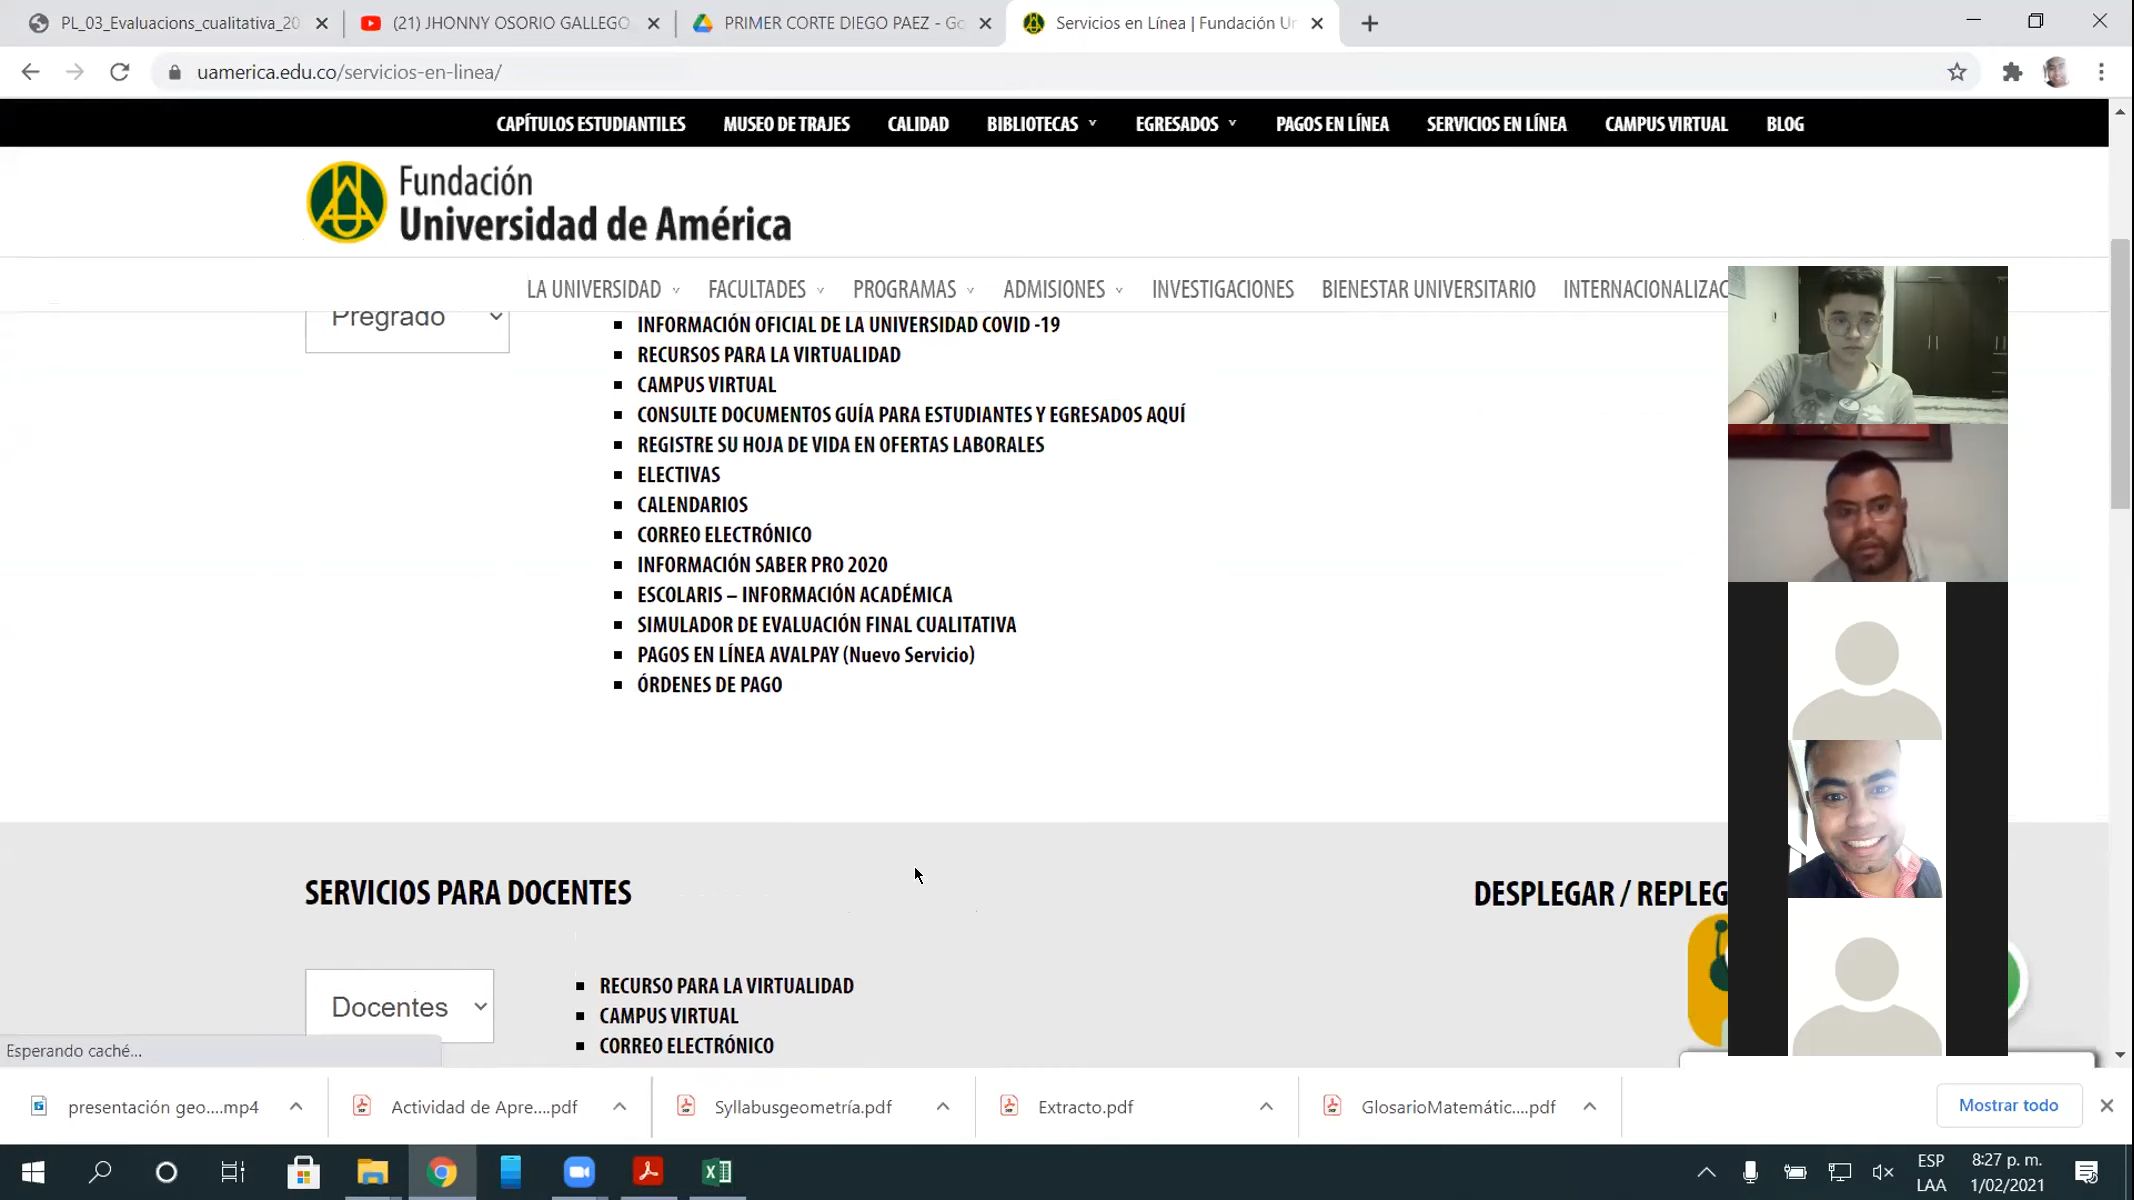 PL_03_Evaluacions_cualitativa_20
(21) JHONNY OSORIO GALLEGO
PRIMER CORTE DIEGO PAEZ - Go
Servicios en Línea | Fundación Un
uamerica.edu.co/servicios-en-linea/
CAPÍTULOS ESTUDIANTILES MUSEO DE TRAJES CALIDAD BIBLIOTECAS EGRESADOS PAGOS EN LÍNEA SERVICIOS EN LÍNEA CAMPUS VIRTUAL BLOG
Fundación
Universidad de América
LA UNIVERSIDAD FACULTADES PROGRAMAS ADMISIONES INVESTIGACIONES BIENESTAR UNIVERSITARIO INTERNACIONALIZAC
Pregrado
INFORMACIÓN OFICIAL DE LA UNIVERSIDAD COVID -19
RECURSOS PARA LA VIRTUALIDAD
CAMPUS VIRTUAL
CONSULTE DOCUMENTOS GUÍA PARA ESTUDIANTES Y EGRESADOS AQUÍ
REGISTRE SU HOJA DE VIDA EN OFERTAS LABORALES
ELECTIVAS
CALENDARIOS
CORREO ELECTRÓNICO
INFORMACIÓN SABER PRO 2020
ESCOLARIS – INFORMACIÓN ACADÉMICA
SIMULADOR DE EVALUACIÓN FINAL CUALITATIVA
PAGOS EN LÍNEA AVALPAY (Nuevo Servicio)
ÓRDENES DE PAGO
SERVICIOS PARA DOCENTES
DESPLEGAR / REPLEG
Docentes
RECURSO PARA LA VIRTUALIDAD
CAMPUS VIRTUAL
CORREO ELECTRÓNICO
Esperando caché...
presentación geo....mp4
Actividad de Apre....pdf
Syllabusgeometría.pdf
Extracto.pdf
GlosarioMatemátic....pdf
Mostrar todo
ESP
LAA
8:27 p. m.
1/02/2021